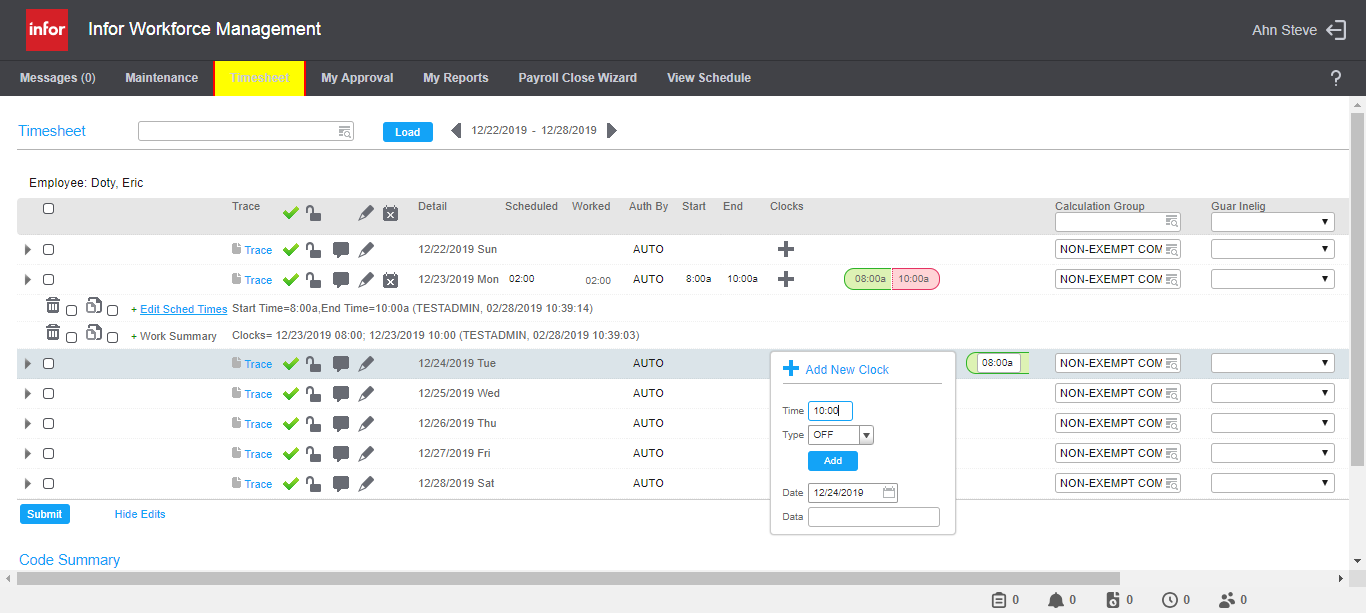 infor Infor Workforce Management Ahn Steve
Messages (0) Maintenance Timesheet My Approval My Reports Payroll Close Wizard View Schedule ?
Timesheet Load 12/22/2019 - 12/28/2019
Employee: Doty, Eric
Trace Detail Scheduled Worked Auth By Start End Clocks Calculation Group Guar Inelig
Trace 12/22/2019 Sun AUTO NON-EXEMPT COM
Trace 12/23/2019 Mon 02:00 02:00 AUTO 8:00a 10:00a 08:00a 10:00a NON-EXEMPT COM
+ Edit Sched Times Start Time=8:00a,End Time=10:00a (TESTADMIN, 02/28/2019 10:39:14)
+ Work Summary Clocks= 12/23/2019 08:00; 12/23/2019 10:00 (TESTADMIN, 02/28/2019 10:39:03)
Trace 12/24/2019 Tue AUTO 08:00a NON-EXEMPT COM
Trace 12/25/2019 Wed AUTO NON-EXEMPT COM
Trace 12/26/2019 Thu AUTO NON-EXEMPT COM
Trace 12/27/2019 Fri AUTO NON-EXEMPT COM
Trace 12/28/2019 Sat AUTO NON-EXEMPT COM
Add New Clock
Time 10:00
Type OFF
Add
Date 12/24/2019
Data
Submit Hide Edits
Code Summary
0 0 0 0 0